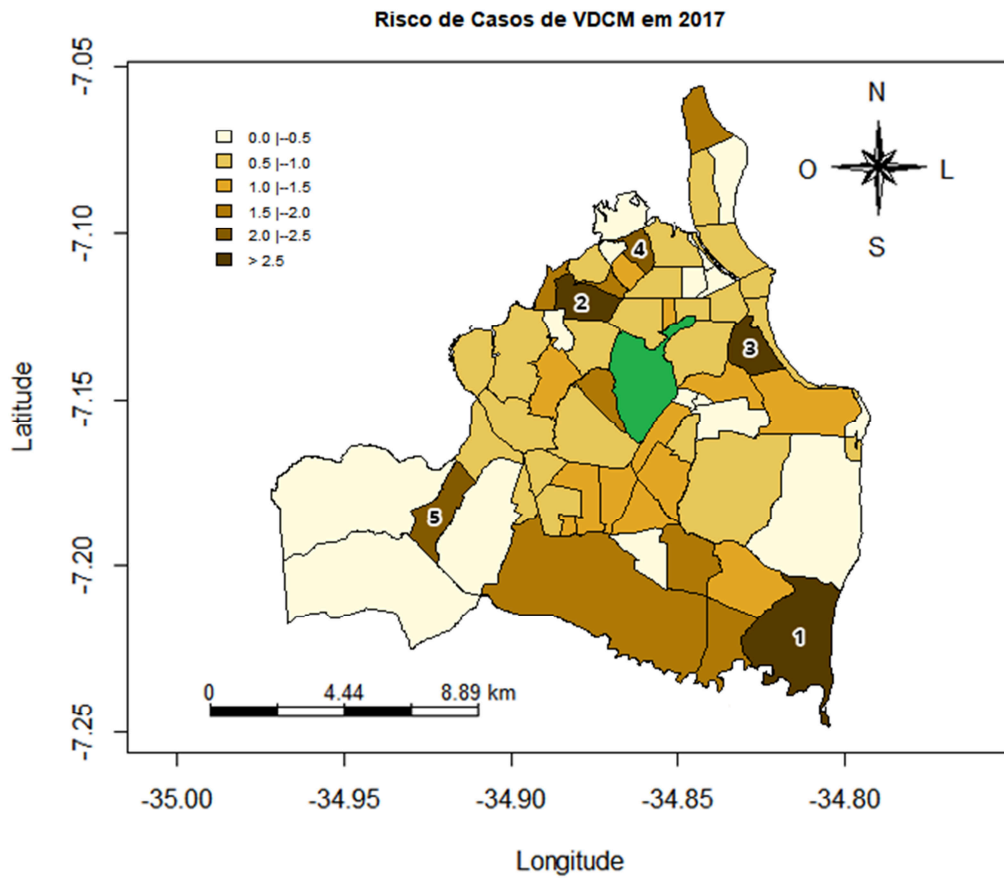 Risco de Casos de VDCM em 2017
-7.05
-7.10
-7.15
-7.20
-7.25
Latitude
0.0 |--0.5
0.5 |--1.0
1.0 |--1.5
1.5 |--2.0
2.0 |--2.5
> 2.5
N
O
L
S
4
2
3
5
1
0 4.44 8.89 km
-35.00 -34.95 -34.90 -34.85 -34.80
Longitude